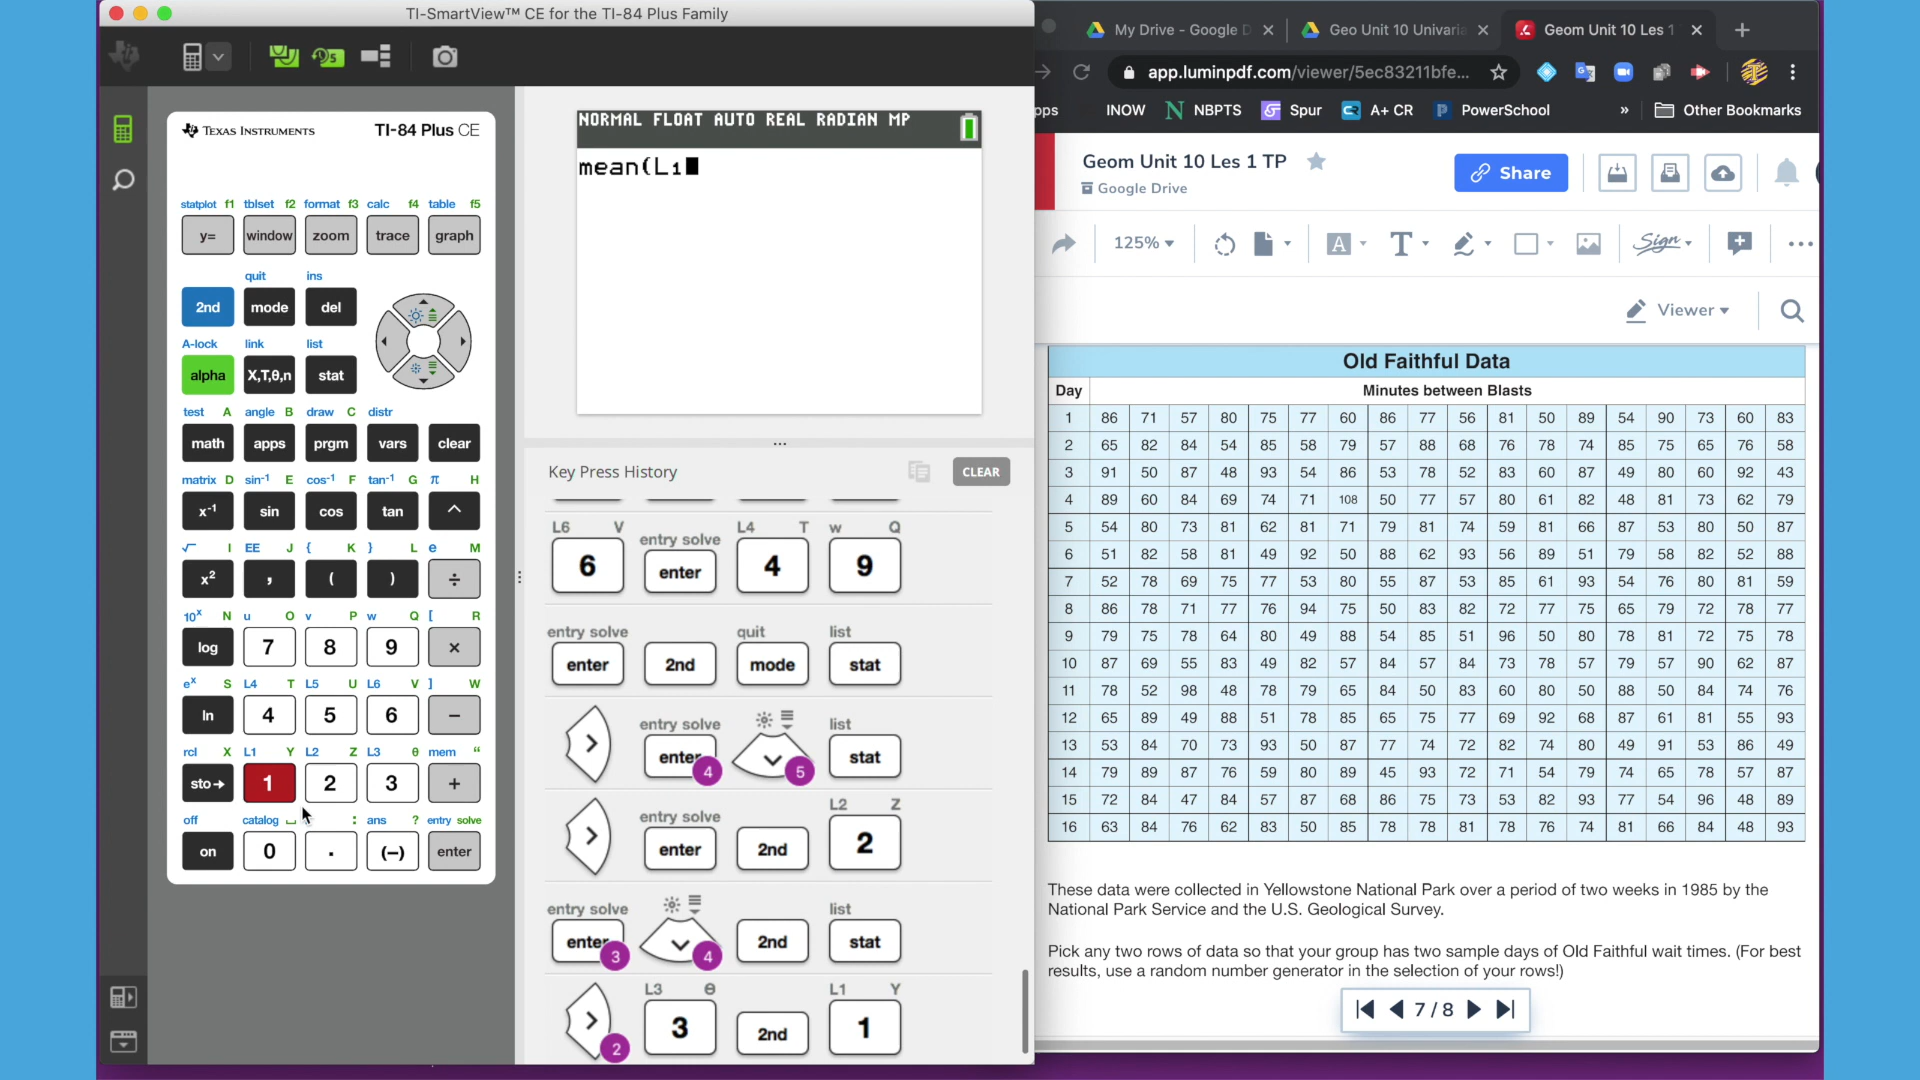 TI-SmartView™ CE for the TI-84 Plus Family
TEXAS INSTRUMENTS TI-84 Plus CE
statplot f1 tblset f2 format f3 calc f4 table f5
y= window zoom trace graph
quit ins
2nd mode del
A-lock link list
alpha X,T,θ,n stat
test A angle B draw C distr
math apps prgm vars clear
matrix D sin⁻¹ E cos⁻¹ F tan⁻¹ G π H
x⁻¹ sin cos tan ^
√ I EE J { K } L e M
x² , ( ) ÷
10ˣ N u O v P w Q [ R
log 7 8 9 ×
eˣ S L4 T L5 U L6 V ] W
ln 4 5 6 −
rcl X L1 Y L2 Z L3 θ mem “
sto→ 1 2 3 +
off catalog : ans ? entry solve
on 0 . (−) enter
NORMAL FLOAT AUTO REAL RADIAN MP
mean(L₁
Key Press History
CLEAR
L6 V entry solve L4 T w Q
6 enter 4 9
entry solve quit list
enter 2nd mode stat
entry solve list
enter 4 5 stat
entry solve L2 Z
enter 2nd 2
entry solve list
enter 3 4 2nd stat
L3 θ L1 Y
2 3 2nd 1
My Drive - Google D
Geo Unit 10 Univaria
Geom Unit 10 Les 1
app.luminpdf.com/viewer/5ec83211bfe...
pps INOW NBPTS Spur A+ CR PowerSchool » Other Bookmarks
Geom Unit 10 Les 1 TP
Google Drive
Share
125% A T Sign
Viewer
Old Faithful Data
Day Minutes between Blasts
1 86 71 57 80 75 77 60 86 77 56 81 50 89 54 90 73 60 83
2 65 82 84 54 85 58 79 57 88 68 76 78 74 85 75 65 76 58
3 91 50 87 48 93 54 86 53 78 52 83 60 87 49 80 60 92 43
4 89 60 84 69 74 71 108 50 77 57 80 61 82 48 81 73 62 79
5 54 80 73 81 62 81 71 79 81 74 59 81 66 87 53 80 50 87
6 51 82 58 81 49 92 50 88 62 93 56 89 51 79 58 82 52 88
7 52 78 69 75 77 53 80 55 87 53 85 61 93 54 76 80 81 59
8 86 78 71 77 76 94 75 50 83 82 72 77 75 65 79 72 78 77
9 79 75 78 64 80 49 88 54 85 51 96 50 80 78 81 72 75 78
10 87 69 55 83 49 82 57 84 57 84 73 78 57 79 57 90 62 87
11 78 52 98 48 78 79 65 84 50 83 60 80 50 88 50 84 74 76
12 65 89 49 88 51 78 85 65 75 77 69 92 68 87 61 81 55 93
13 53 84 70 73 93 50 87 77 74 72 82 74 80 49 91 53 86 49
14 79 89 87 76 59 80 89 45 93 72 71 54 79 74 65 78 57 87
15 72 84 47 84 57 87 68 86 75 73 53 82 93 77 54 96 48 89
16 63 84 76 62 83 50 85 78 78 81 78 76 74 81 66 84 48 93
These data were collected in Yellowstone National Park over a period of two weeks in 1985 by the
National Park Service and the U.S. Geological Survey.
Pick any two rows of data so that your group has two sample days of Old Faithful wait times. (For best
results, use a random number generator in the selection of your rows!)
7 / 8